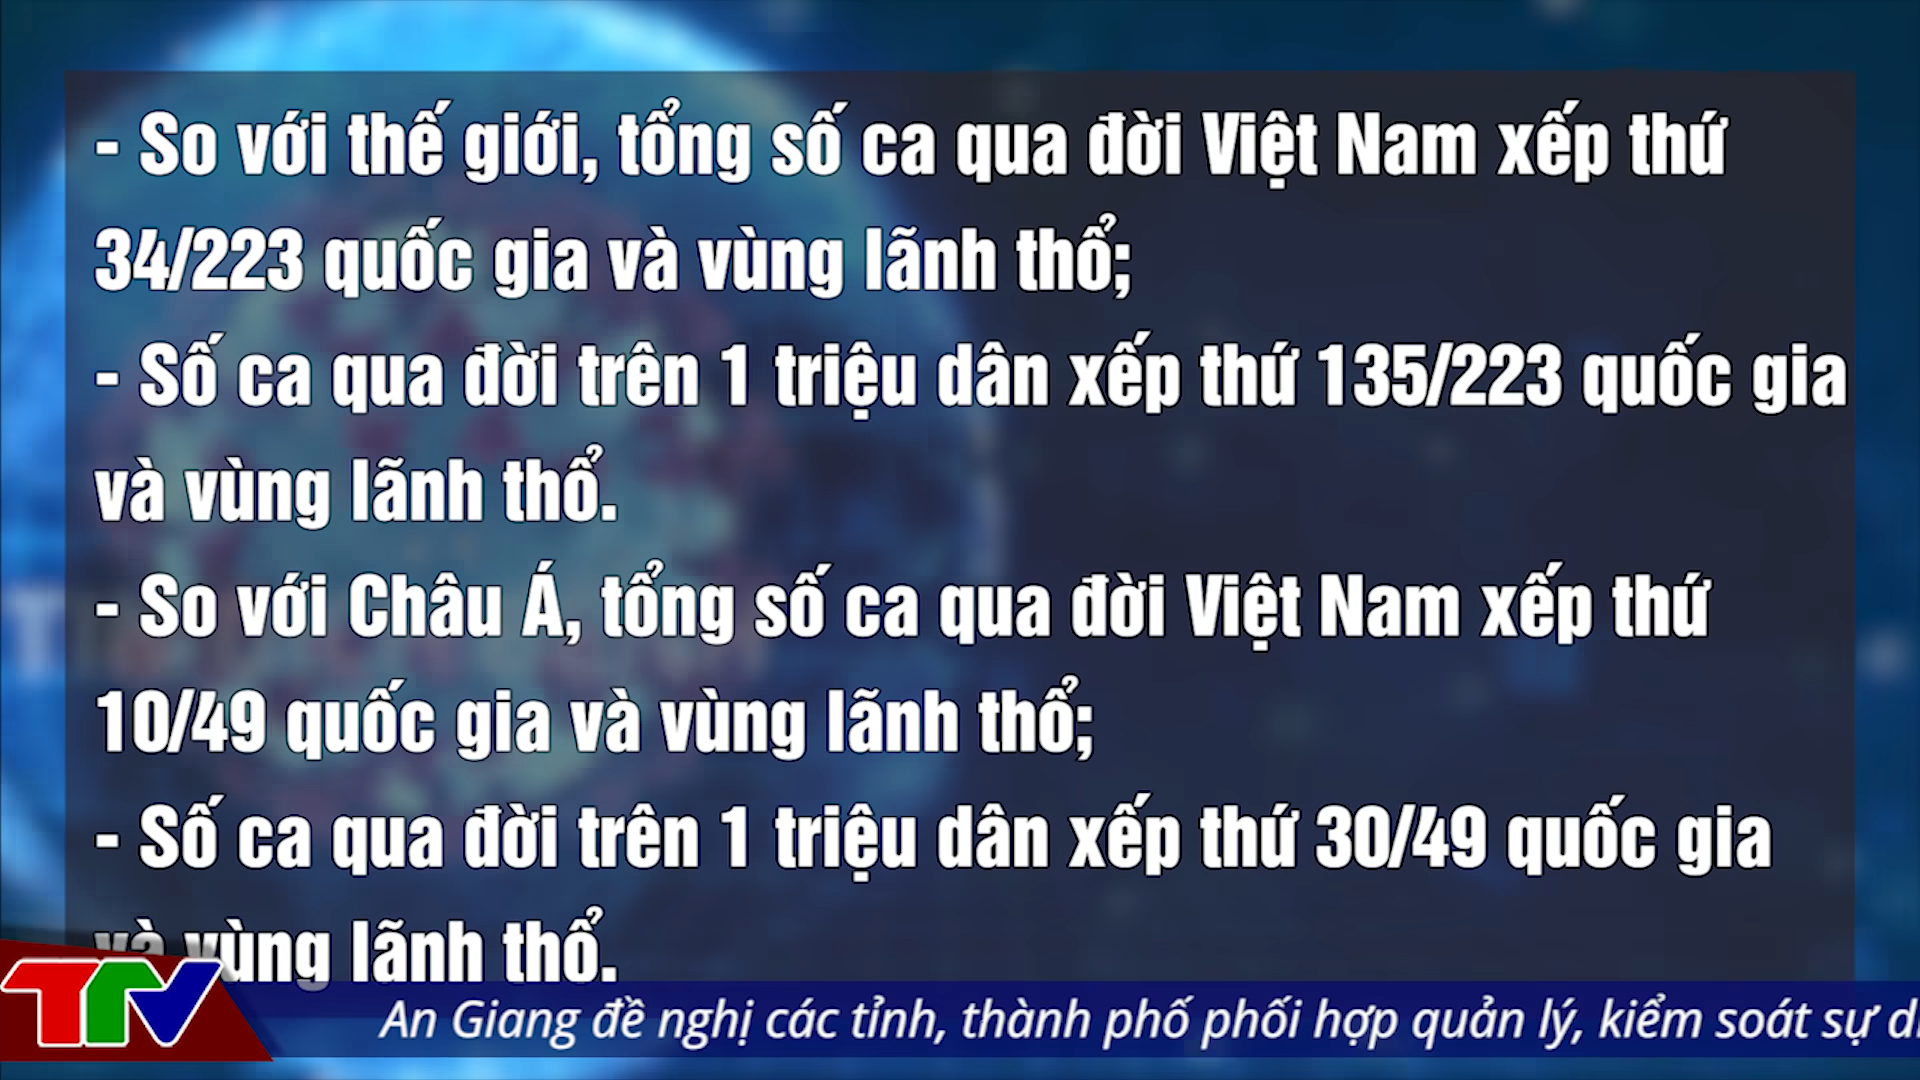 - So với thế giới, tổng số ca qua đời Việt Nam xếp thứ
34/223 quốc gia và vùng lãnh thổ;
- Số ca qua đời trên 1 triệu dân xếp thứ 135/223 quốc gia
và vùng lãnh thổ.
- So với Châu Á, tổng số ca qua đời Việt Nam xếp thứ
10/49 quốc gia và vùng lãnh thổ;
- Số ca qua đời trên 1 triệu dân xếp thứ 30/49 quốc gia
và vùng lãnh thổ.
TTV
An Giang đề nghị các tỉnh, thành phố phối hợp quản lý, kiểm soát sự